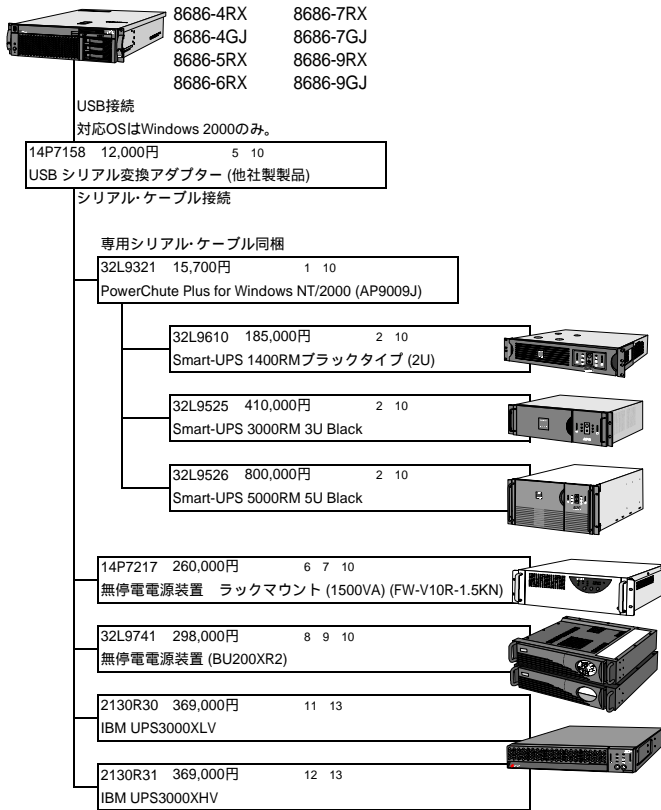 8686-4RX 8686-7RX
8686-4GJ 8686-7GJ
8686-5RX 8686-9RX
8686-6RX 8686-9GJ
USB接続
対応OSはWindows 2000のみ。
14P7158 12,000円 5 10
USB シリアル変換アダプター (他社製製品)
シリアル・ケーブル接続
専用シリアル・ケーブル同梱
32L9321 15,700円 1 10
PowerChute Plus for Windows NT/2000 (AP9009J)
32L9610 185,000円 2 10
Smart-UPS 1400RMブラックタイプ (2U)
32L9525 410,000円 2 10
Smart-UPS 3000RM 3U Black
32L9526 800,000円 2 10
Smart-UPS 5000RM 5U Black
14P7217 260,000円 6 7 10
無停電電源装置 ラックマウント (1500VA) (FW-V10R-1.5KN)
32L9741 298,000円 8 9 10
無停電電源装置 (BU200XR2)
2130R30 369,000円 11 13
IBM UPS3000XLV
2130R31 369,000円 12 13
IBM UPS3000XHV